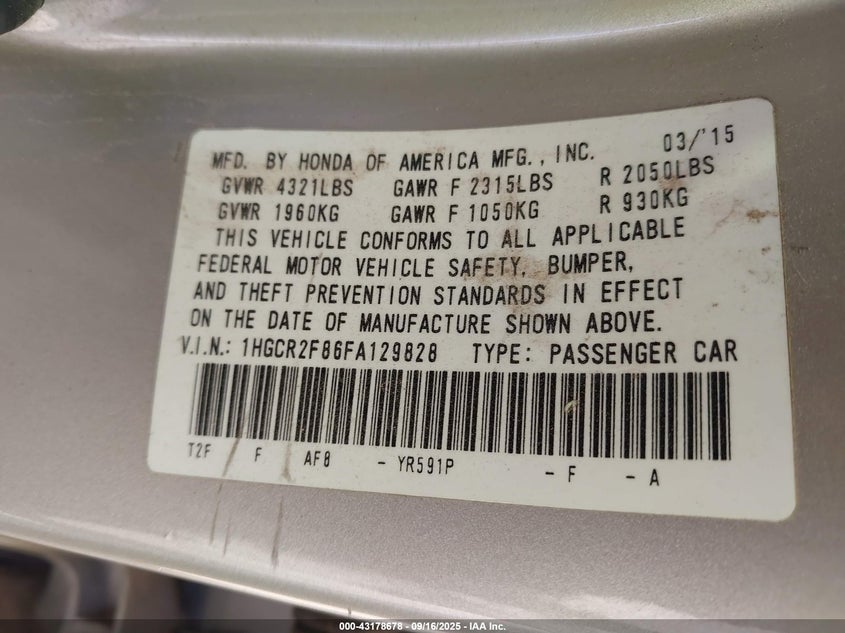 MFD. BY HONDA OF AMERICA MFG., INC. 03/'15
GVWR 4321LBS GAWR F 2315LBS R 2050LBS
GVWR 1960KG GAWR F 1050KG R 930KG
THIS VEHICLE CONFORMS TO ALL APPLICABLE
FEDERAL MOTOR VEHICLE SAFETY, BUMPER,
AND THEFT PREVENTION STANDARDS IN EFFECT
ON THE DATE OF MANUFACTURE SHOWN ABOVE.
V.I.N.: 1HGCR2F86FA129828 TYPE: PASSENGER CAR
T2F F AF8 - YR591P - F - A
000-43178678 - 09/16/2025 - IAA Inc.